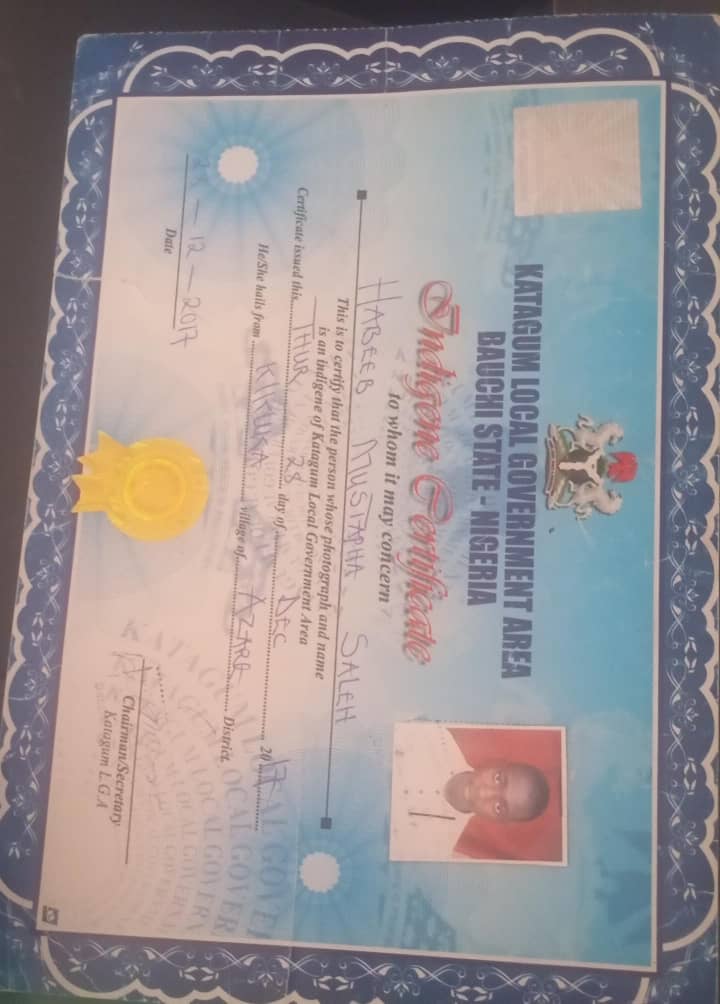 KATAGUM LOCAL GOVERNMENT AREA
BAUCHI STATE - NIGERIA
Indigene Certificate
to whom it may concern
HABEEB MUSTAPHA SALEH
This is to certify that the person whose photograph and name
is an indigene of Katagum Local Government Area
Certificate issued this THUR 28 day of DEC 2017
He/She hails from village of AZARE District
28 - 12 - 2017
Date
Chairman/Secretary
Katagum L.G.A